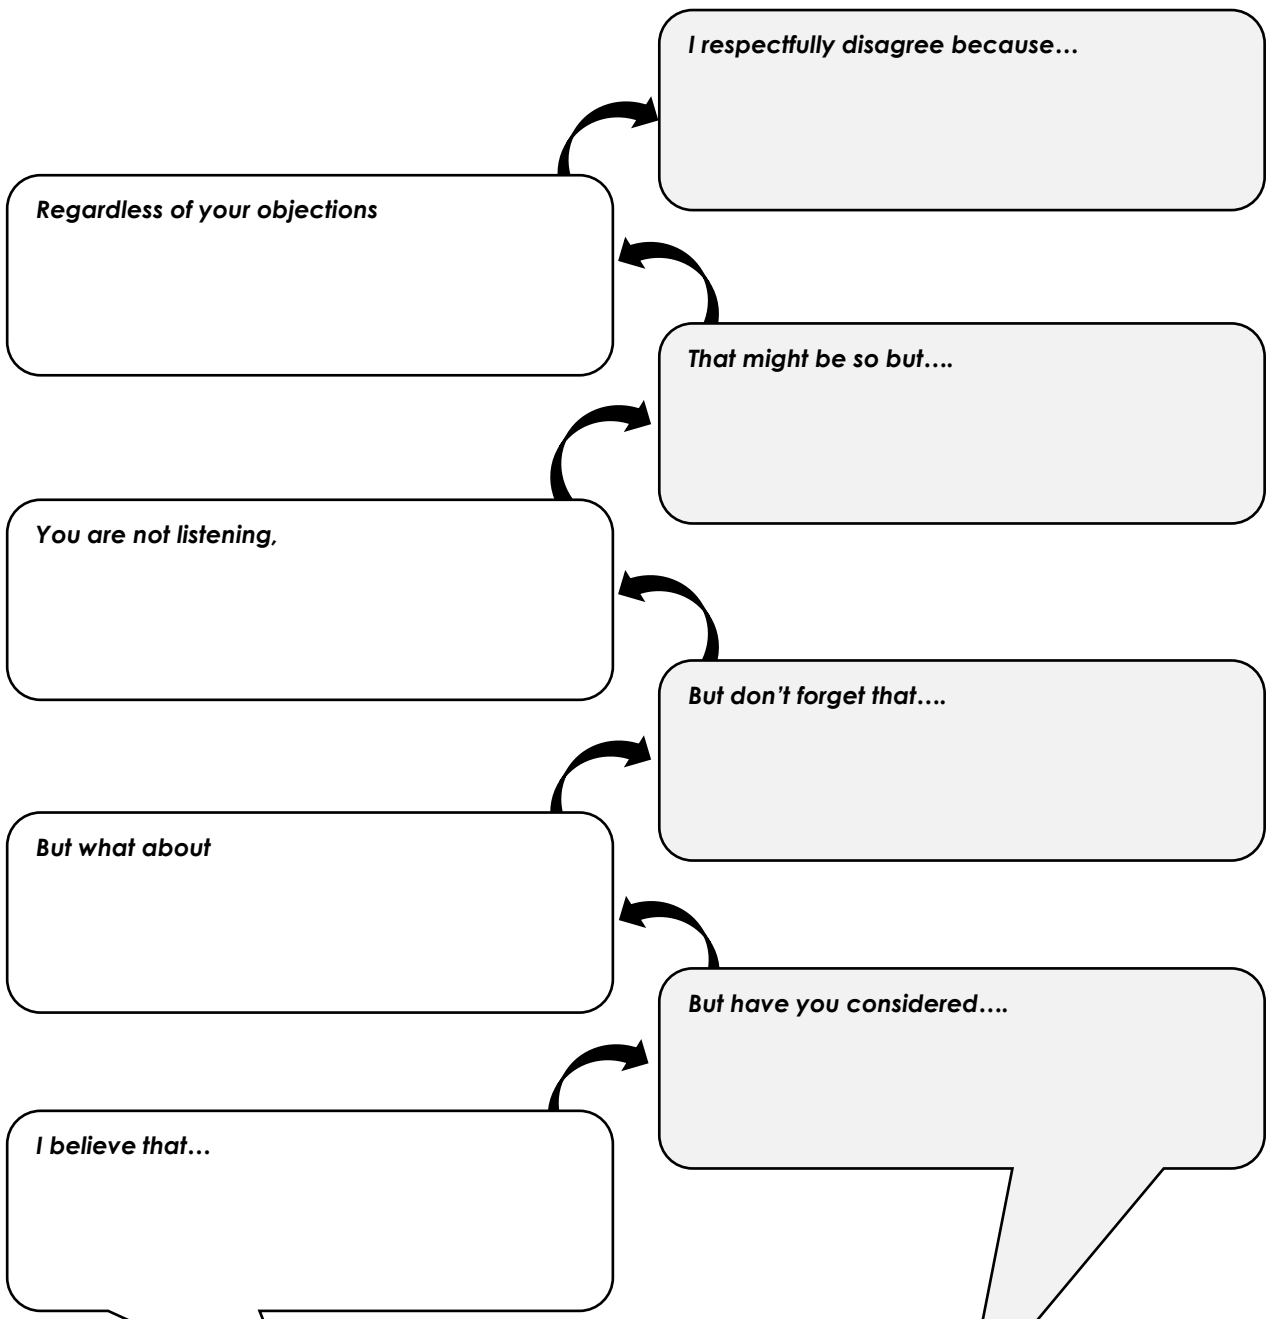 I respectfully disagree because…
Regardless of your objections
That might be so but….
You are not listening,
But don’t forget that….
But what about
But have you considered….
I believe that…